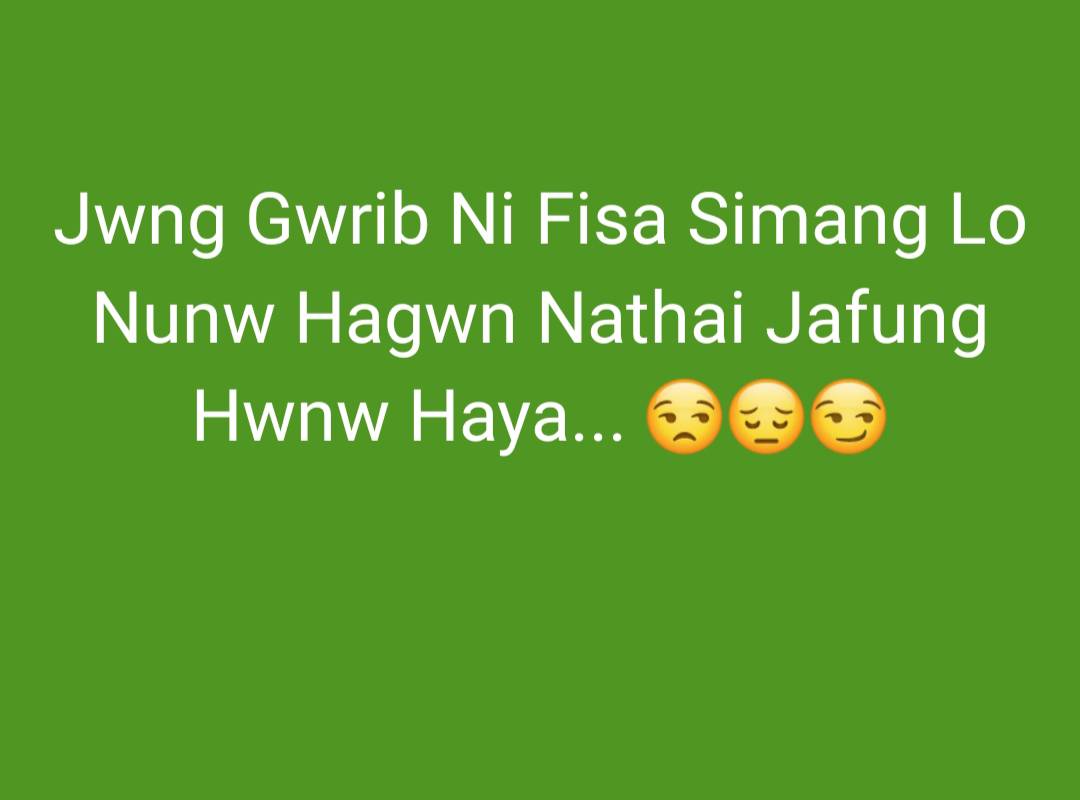 Jwng Gwrib Ni Fisa Simang Lo
Nunw Hagwn Nathai Jafung
Hwnw Haya... 😒😔😏